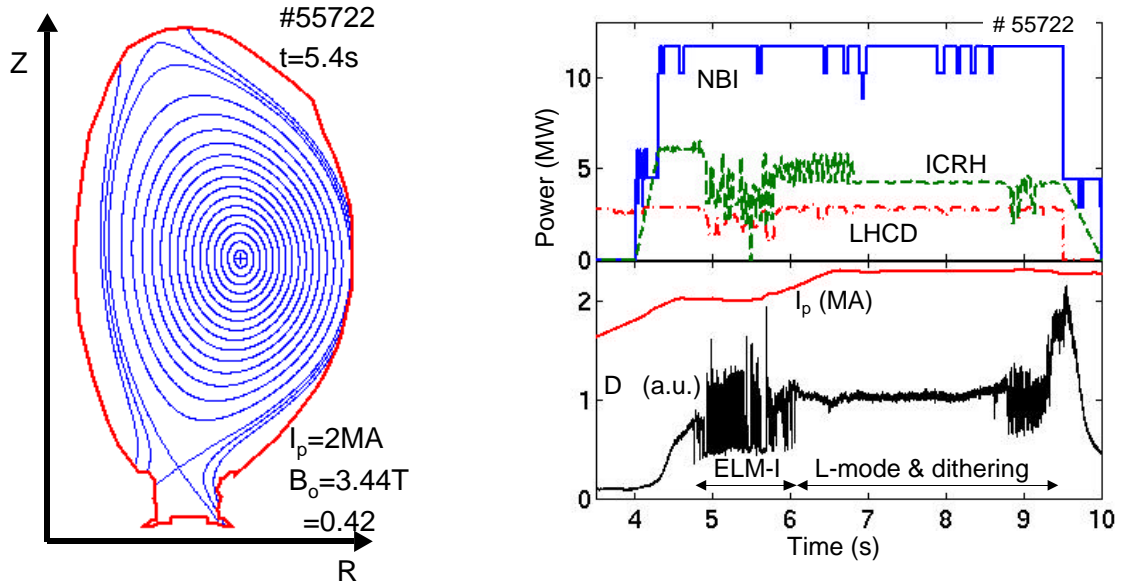 #55722
t=5.4s
Z
I_p=2MA
B_o=3.44T
=0.42
R
# 55722
10
5
0
Power (MW)
NBI
ICRH
LHCD
2
1
0
I_p (MA)
D (a.u.)
ELM-I
L-mode & dithering
4 5 6 7 8 9 10
Time (s)